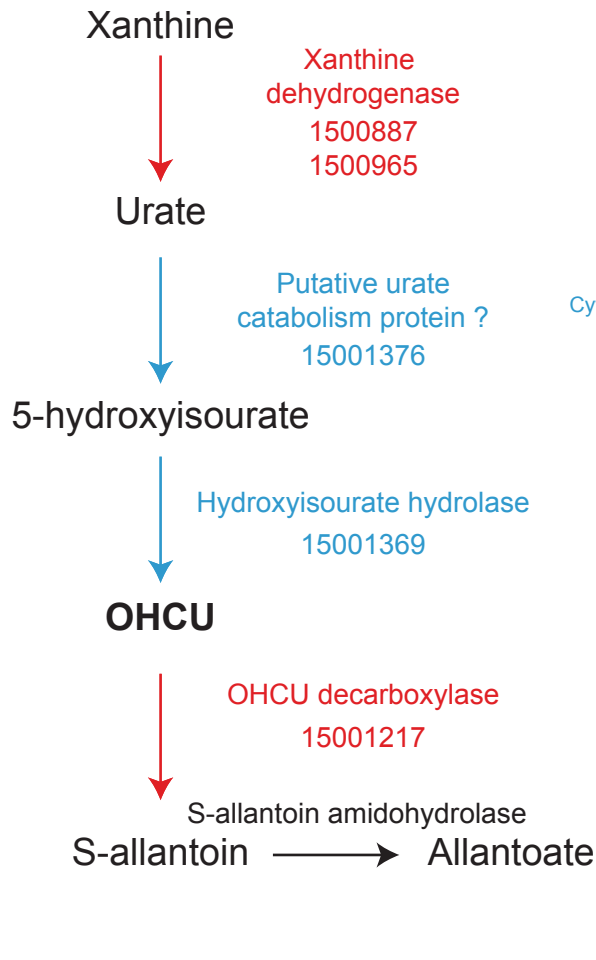 Xanthine
Xanthine
dehydrogenase
1500887
1500965
Urate
Putative urate
catabolism protein ?
Cy
15001376
5-hydroxyisourate
Hydroxyisourate hydrolase
15001369
OHCU
OHCU decarboxylase
15001217
S-allantoin amidohydrolase
S-allantoin
Allantoate